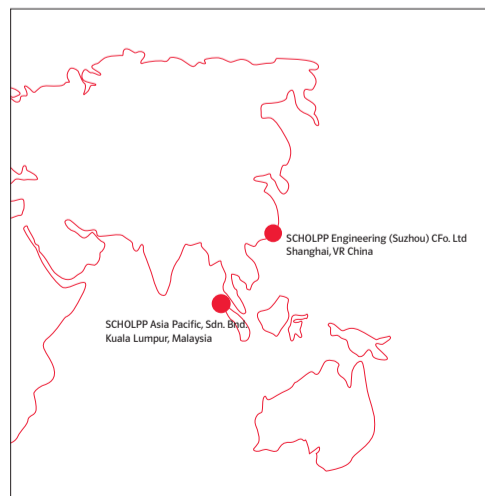 SCHOLPP Engineering (Suzhou) CFo. Ltd
Shanghai, VR China
SCHOLPP Asia Pacific, Sdn. Bnd.
Kuala Lumpur, Malaysia